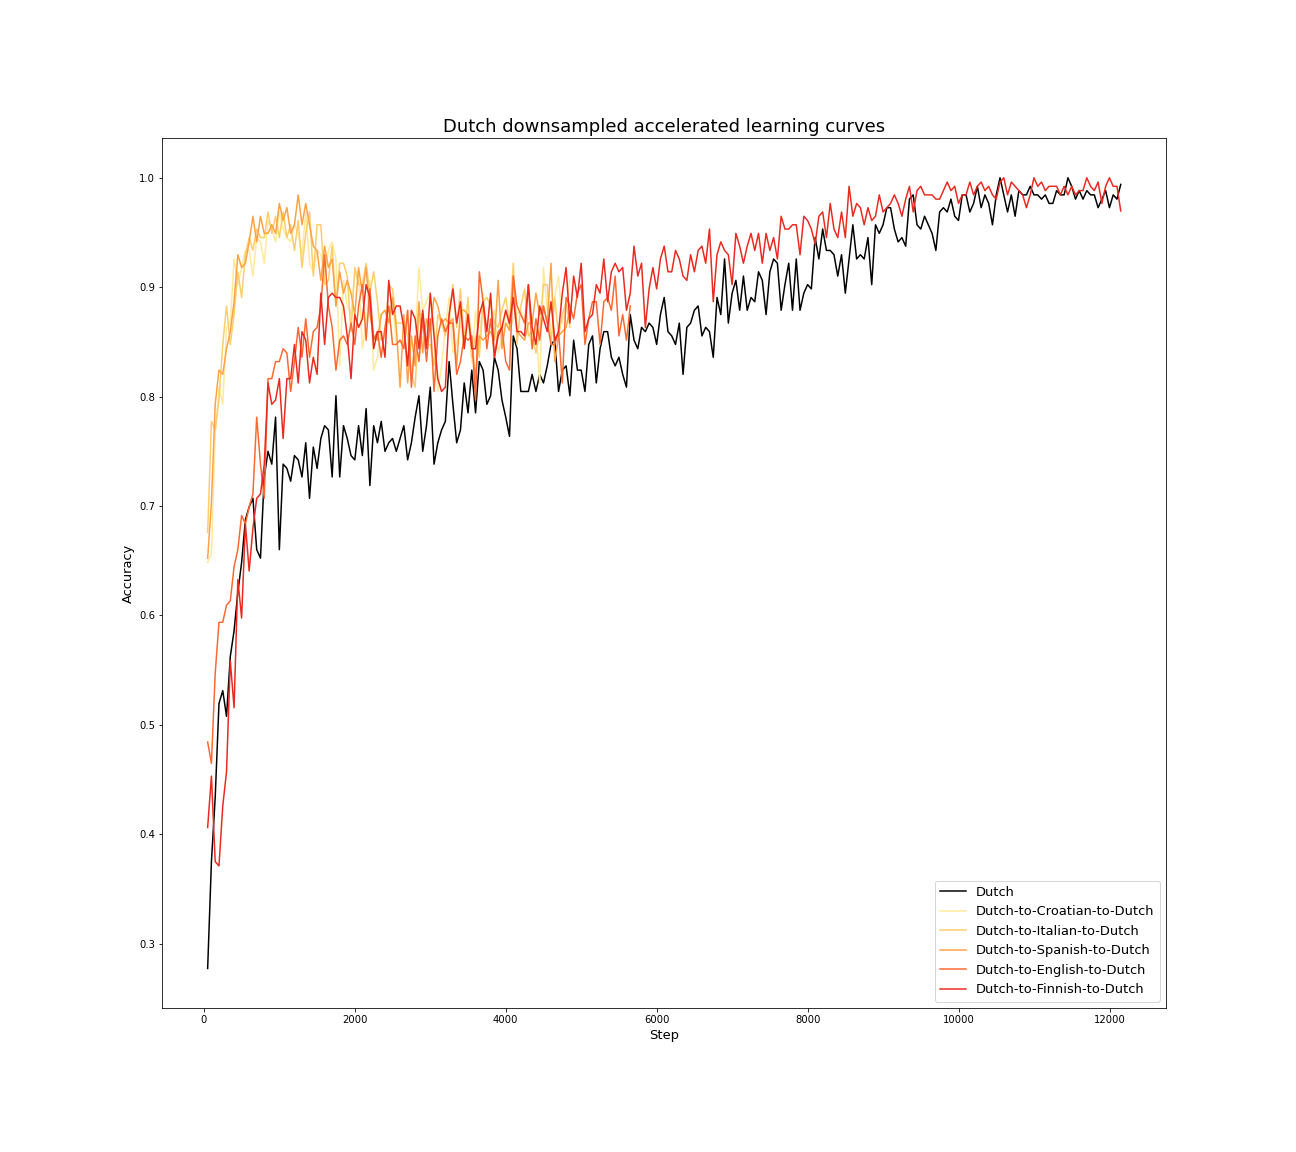 Dutch downsampled accelerated learning curves
1.0
0.9
0.8
0.7
0.6
0.5
0.4
0.3
Accuracy
0
2000
4000
6000
8000
10000
12000
Step
Dutch
Dutch-to-Croatian-to-Dutch
Dutch-to-Italian-to-Dutch
Dutch-to-Spanish-to-Dutch
Dutch-to-English-to-Dutch
Dutch-to-Finnish-to-Dutch